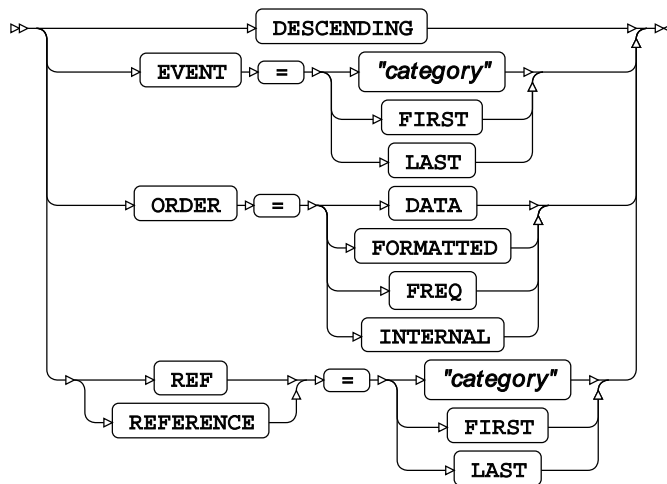 DESCENDING
EVENT = "category"
FIRST
LAST
ORDER = DATA
FORMATTED
FREQ
INTERNAL
REF = "category"
REFERENCE FIRST
LAST